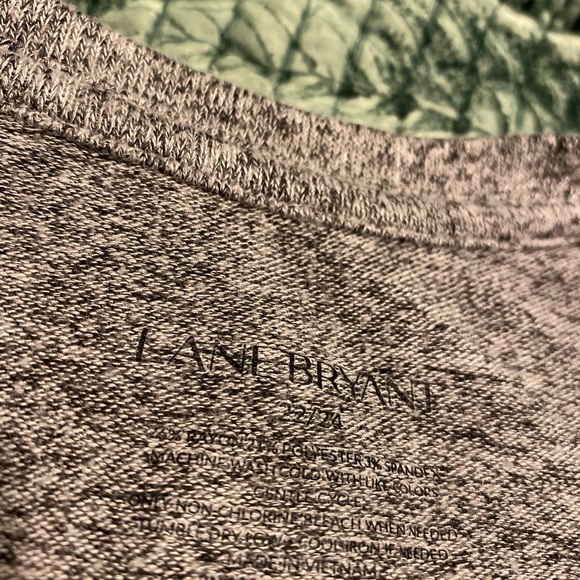 LANE BRYANT
22/24
RAYON POLYESTER 3% SPANDEX
MACHINE WASH COLD WITH LIKE COLORS
GENTLE CYCLE
ONLY NON-CHLORINE BLEACH WHEN NEEDED
TUMBLE DRY LOW COOL IRON IF NEEDED
MADE IN VIETNAM